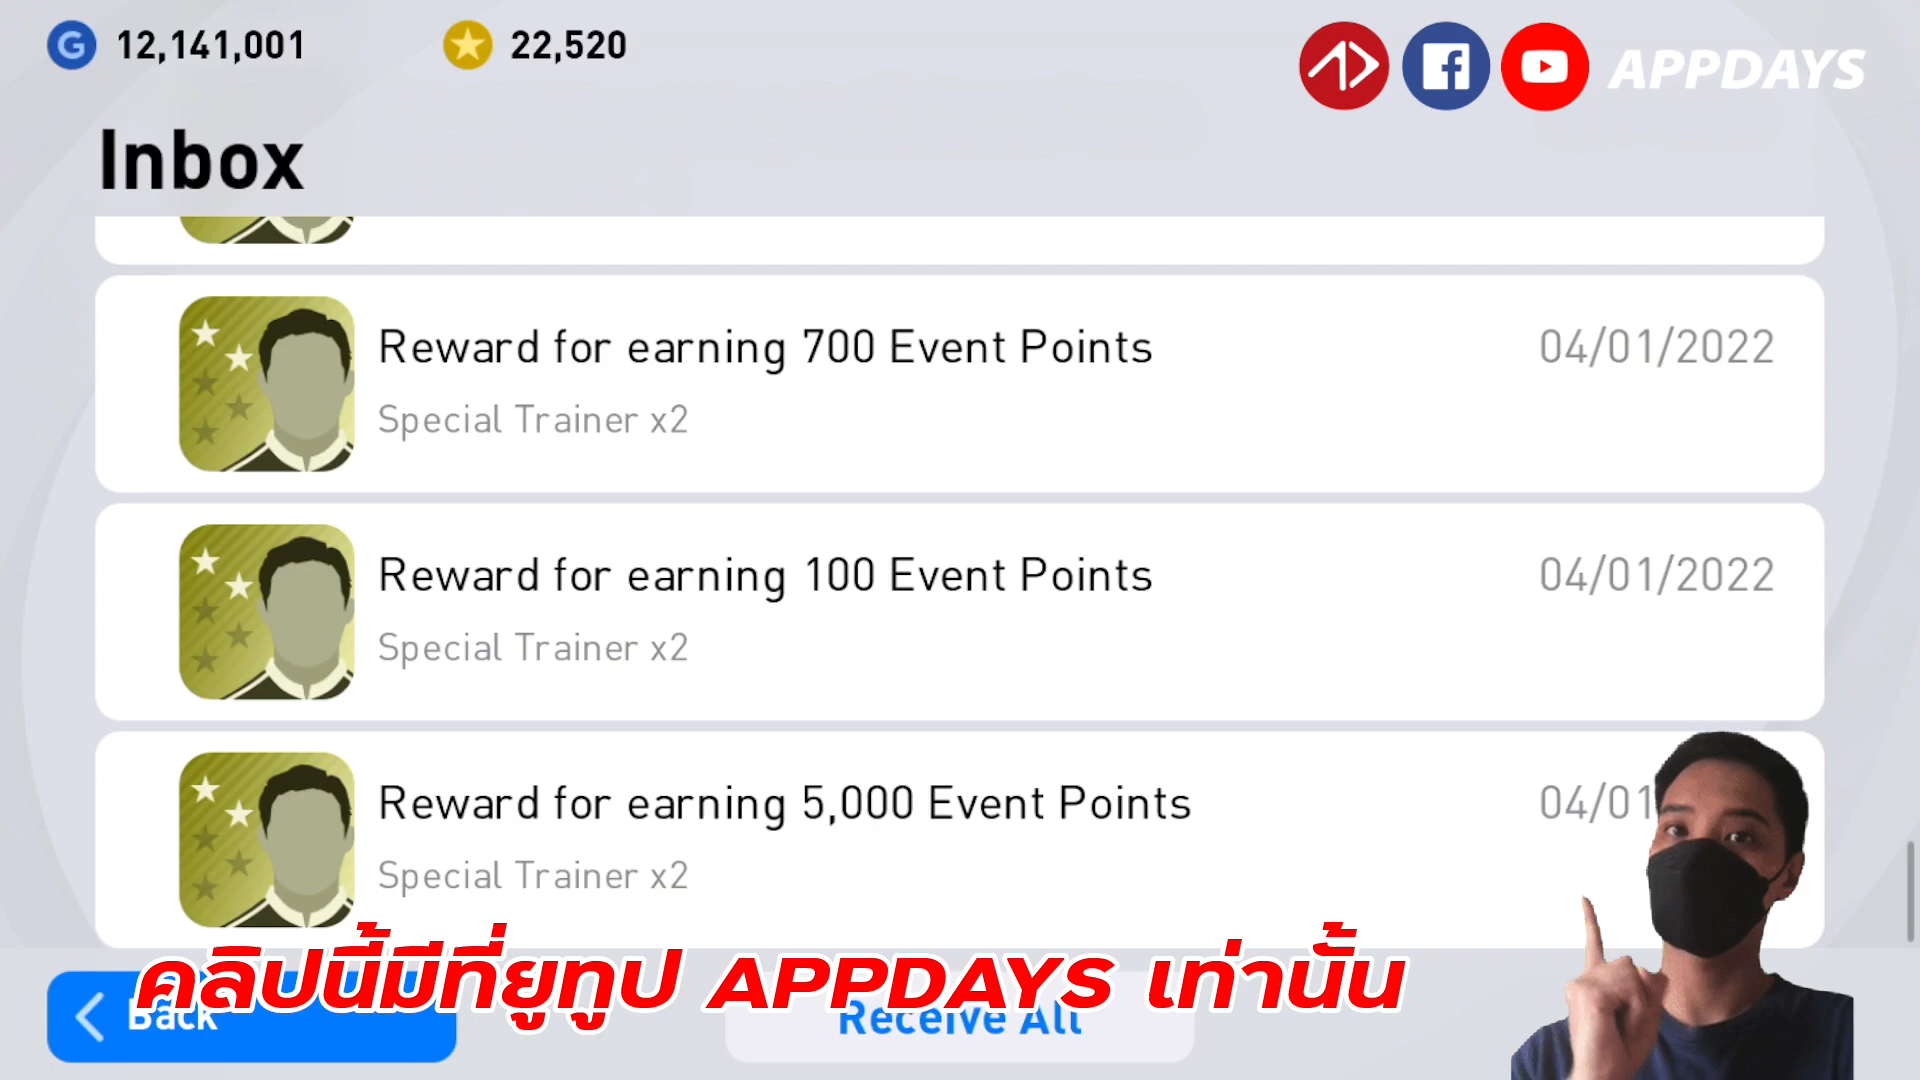 12,141,001
22,520
APPDAYS
Inbox
Reward for earning 700 Event Points
04/01/2022
Special Trainer x2
Reward for earning 100 Event Points
04/01/2022
Special Trainer x2
Reward for earning 5,000 Event Points
04/01
Special Trainer x2
คลิปนี้มีที่ยูทูป APPDAYS เท่านั้น
Back
Receive All